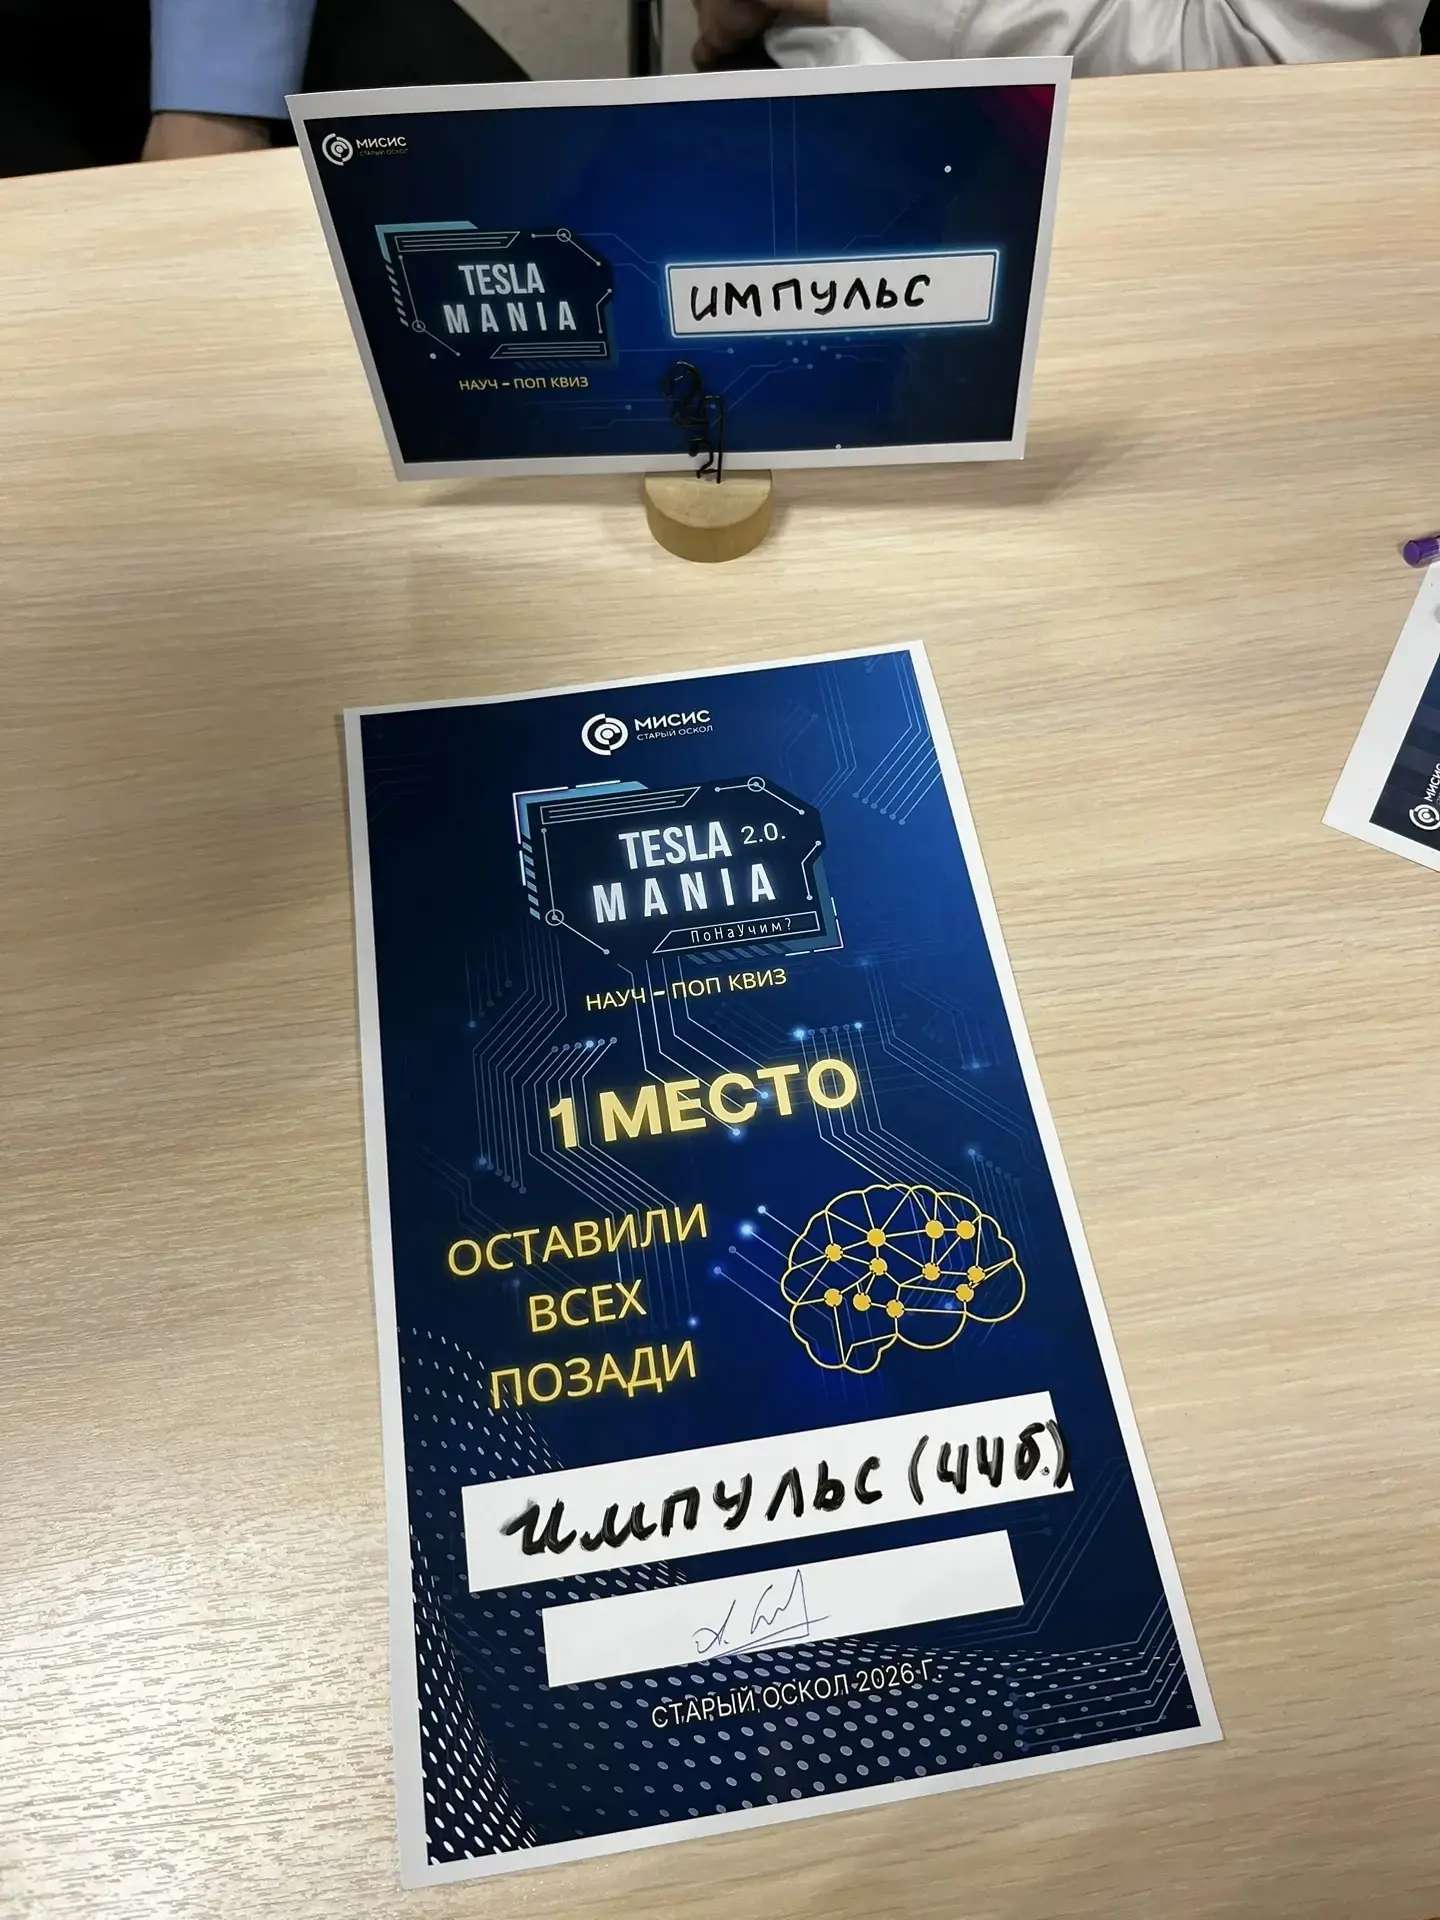 МИСИС
СТАРЫЙ ОСКОЛ
TESLA
MANIA
НАУЧ – ПОП КВИЗ
ИМПУЛЬС
МИСИС
СТАРЫЙ ОСКОЛ
TESLA 2.0.
MANIA
ПоНаУчим?
НАУЧ – ПОП КВИЗ
1 МЕСТО
ОСТАВИЛИ
ВСЕХ
ПОЗАДИ
Импульс (44б.)
СТАРЫЙ ОСКОЛ 2026 Г.
МИСИС